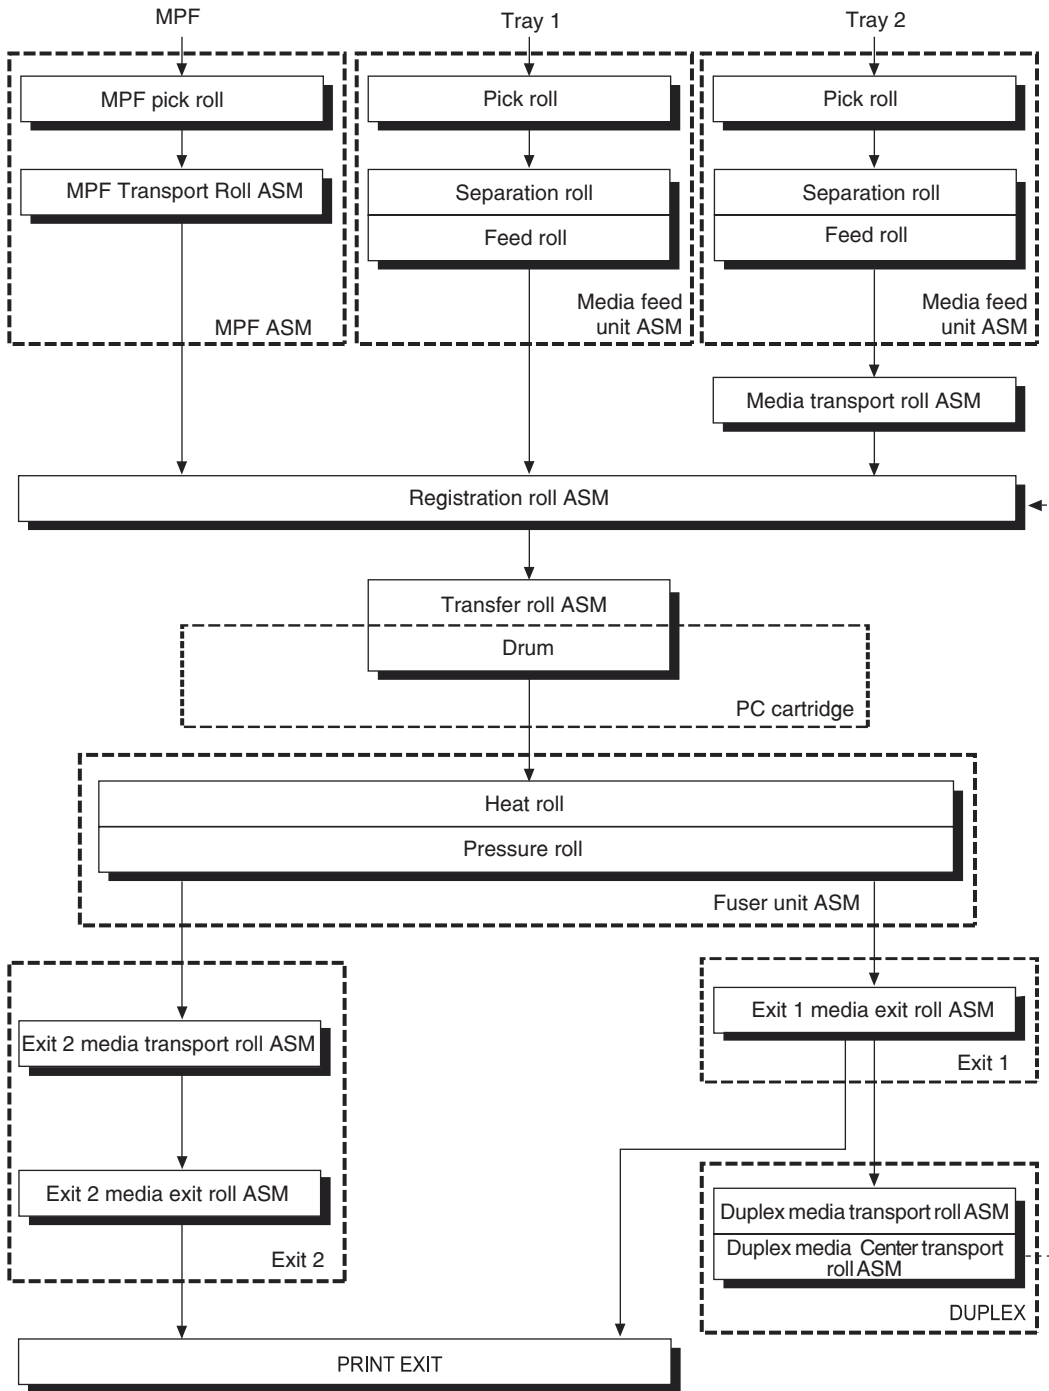 MPF
Tray 1
Tray 2
MPF pick roll
Pick roll
Pick roll
MPF Transport Roll ASM
Separation roll
Separation roll
Feed roll
Feed roll
MPF ASM
Media feed
unit ASM
Media feed
unit ASM
Media transport roll ASM
Registration roll ASM
Transfer roll ASM
Drum
PC cartridge
Heat roll
Pressure roll
Fuser unit ASM
Exit 1 media exit roll ASM
Exit 2 media transport roll ASM
Exit 1
Exit 2 media exit roll ASM
Duplex media transport roll ASM
Duplex media Center transport
roll ASM
Exit 2
DUPLEX
PRINT EXIT